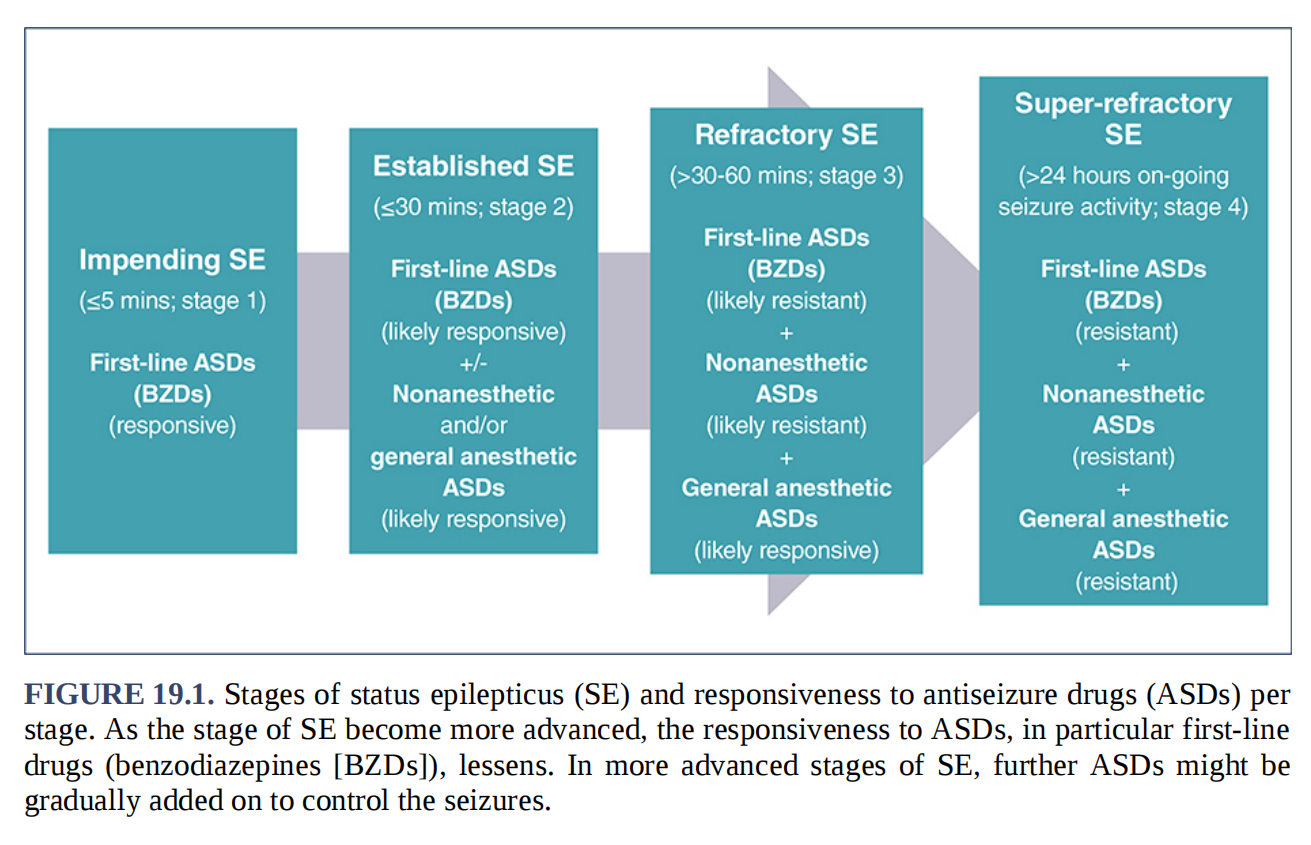 Impending SE
(≤5 mins; stage 1)
First-line ASDs
(BZDs)
(responsive)
Established SE
(≤30 mins; stage 2)
First-line ASDs
(BZDs)
(likely responsive)
+/-
Nonanesthetic
and/or
general anesthetic
ASDs
(likely responsive)
Refractory SE
(>30-60 mins; stage 3)
First-line ASDs
(BZDs)
(likely resistant)
+
Nonanesthetic
ASDs
(likely resistant)
+
General anesthetic
ASDs
(likely responsive)
Super-refractory
SE
(>24 hours on-going
seizure activity; stage 4)
First-line ASDs
(BZDs)
(resistant)
+
Nonanesthetic
ASDs
(resistant)
+
General anesthetic
ASDs
(resistant)
FIGURE 19.1. Stages of status epilepticus (SE) and responsiveness to antiseizure drugs (ASDs) per
stage. As the stage of SE become more advanced, the responsiveness to ASDs, in particular first-line
drugs (benzodiazepines [BZDs]), lessens. In more advanced stages of SE, further ASDs might be
gradually added on to control the seizures.